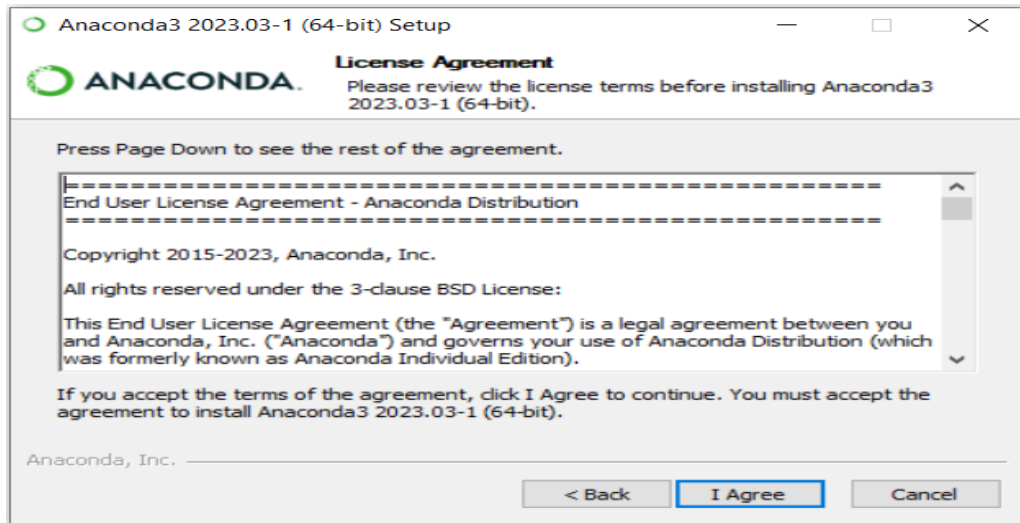 Anaconda3 2023.03-1 (64-bit) Setup
ANACONDA.
License Agreement
Please review the license terms before installing Anaconda3
2023.03-1 (64-bit).
Press Page Down to see the rest of the agreement.
==================================================
End User License Agreement - Anaconda Distribution
==================================================
Copyright 2015-2023, Anaconda, Inc.
All rights reserved under the 3-clause BSD License:
This End User License Agreement (the "Agreement") is a legal agreement between you
and Anaconda, Inc. ("Anaconda") and governs your use of Anaconda Distribution (which
was formerly known as Anaconda Individual Edition).
If you accept the terms of the agreement, click I Agree to continue. You must accept the
agreement to install Anaconda3 2023.03-1 (64-bit).
Anaconda, Inc.
< Back
I Agree
Cancel